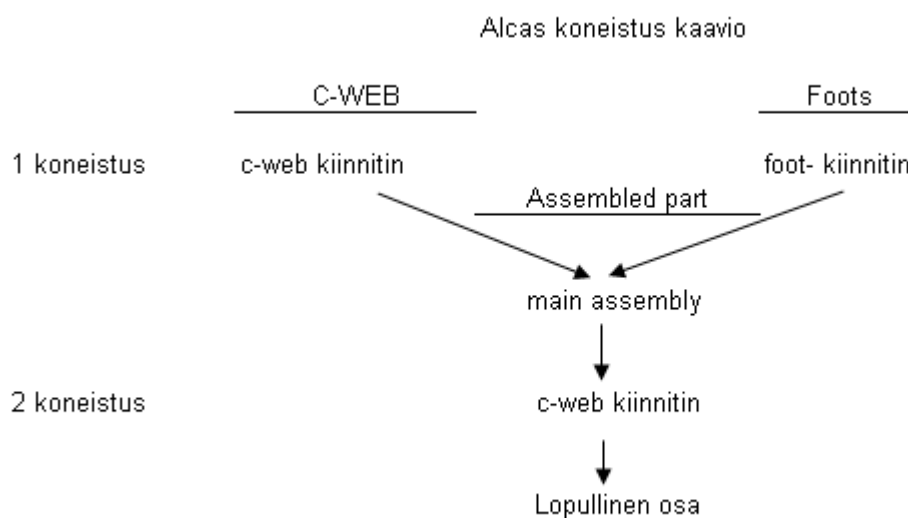 Alcas koneistus kaavio
C-WEB Foots
1 koneistus c-web kiinnitin foot- kiinnitin
Assembled part
main assembly
2 koneistus c-web kiinnitin
Lopullinen osa